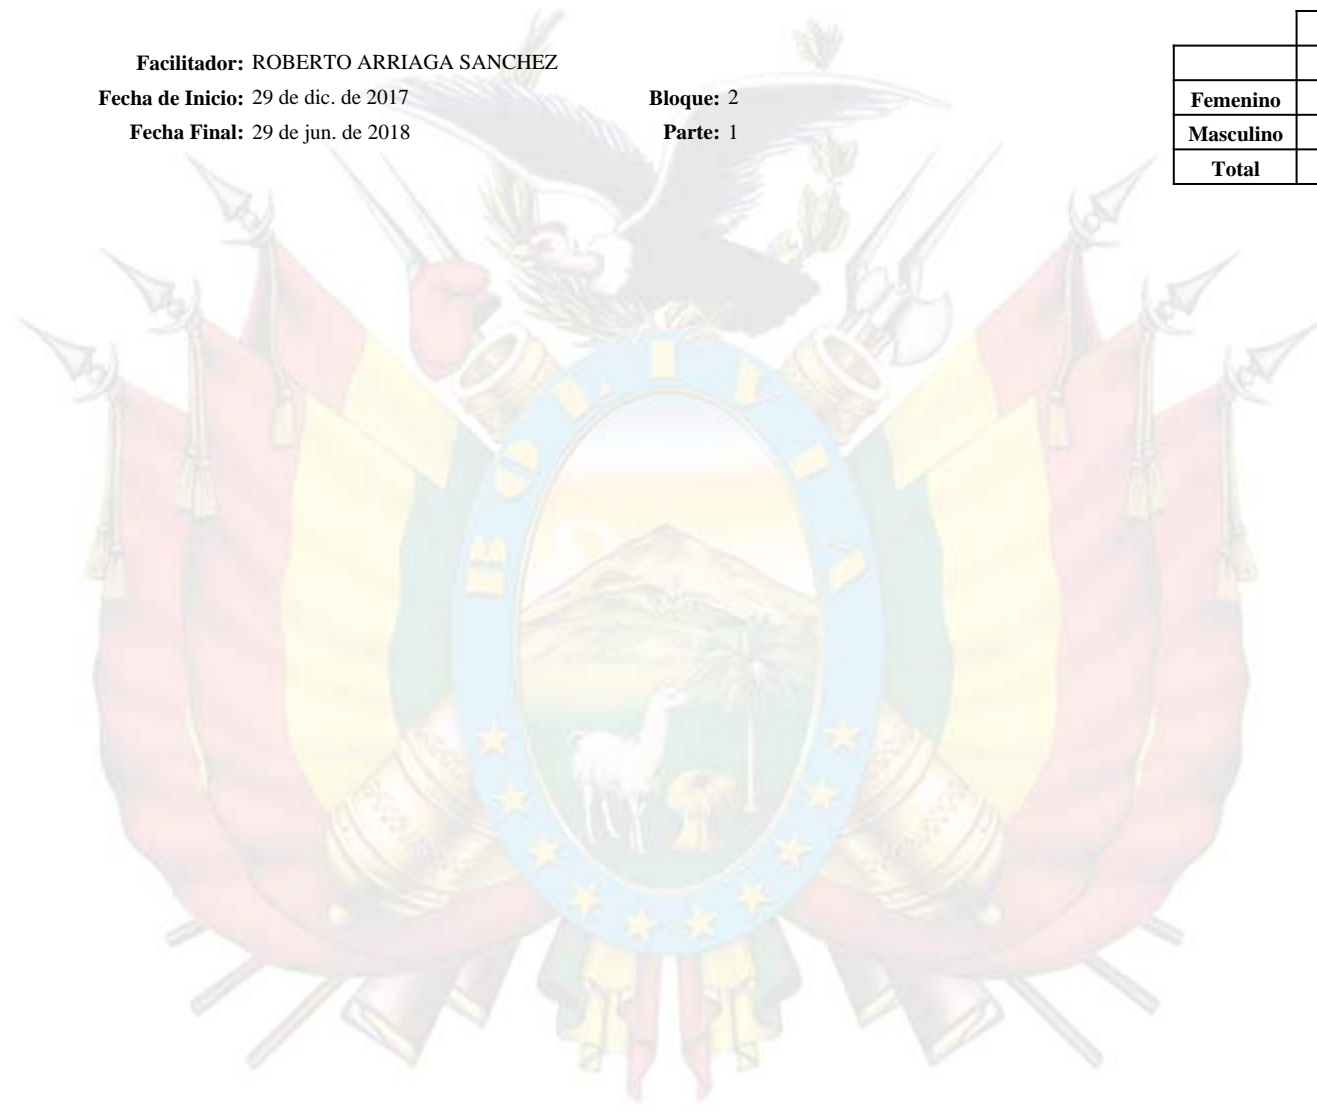 Facilitador: ROBERTO ARRIAGA SANCHEZ
Fecha de Inicio: 29 de dic. de 2017 Bloque: 2
Fecha Final: 29 de jun. de 2018 Parte: 1
Femenino
Masculino
Total
BOLIVIA